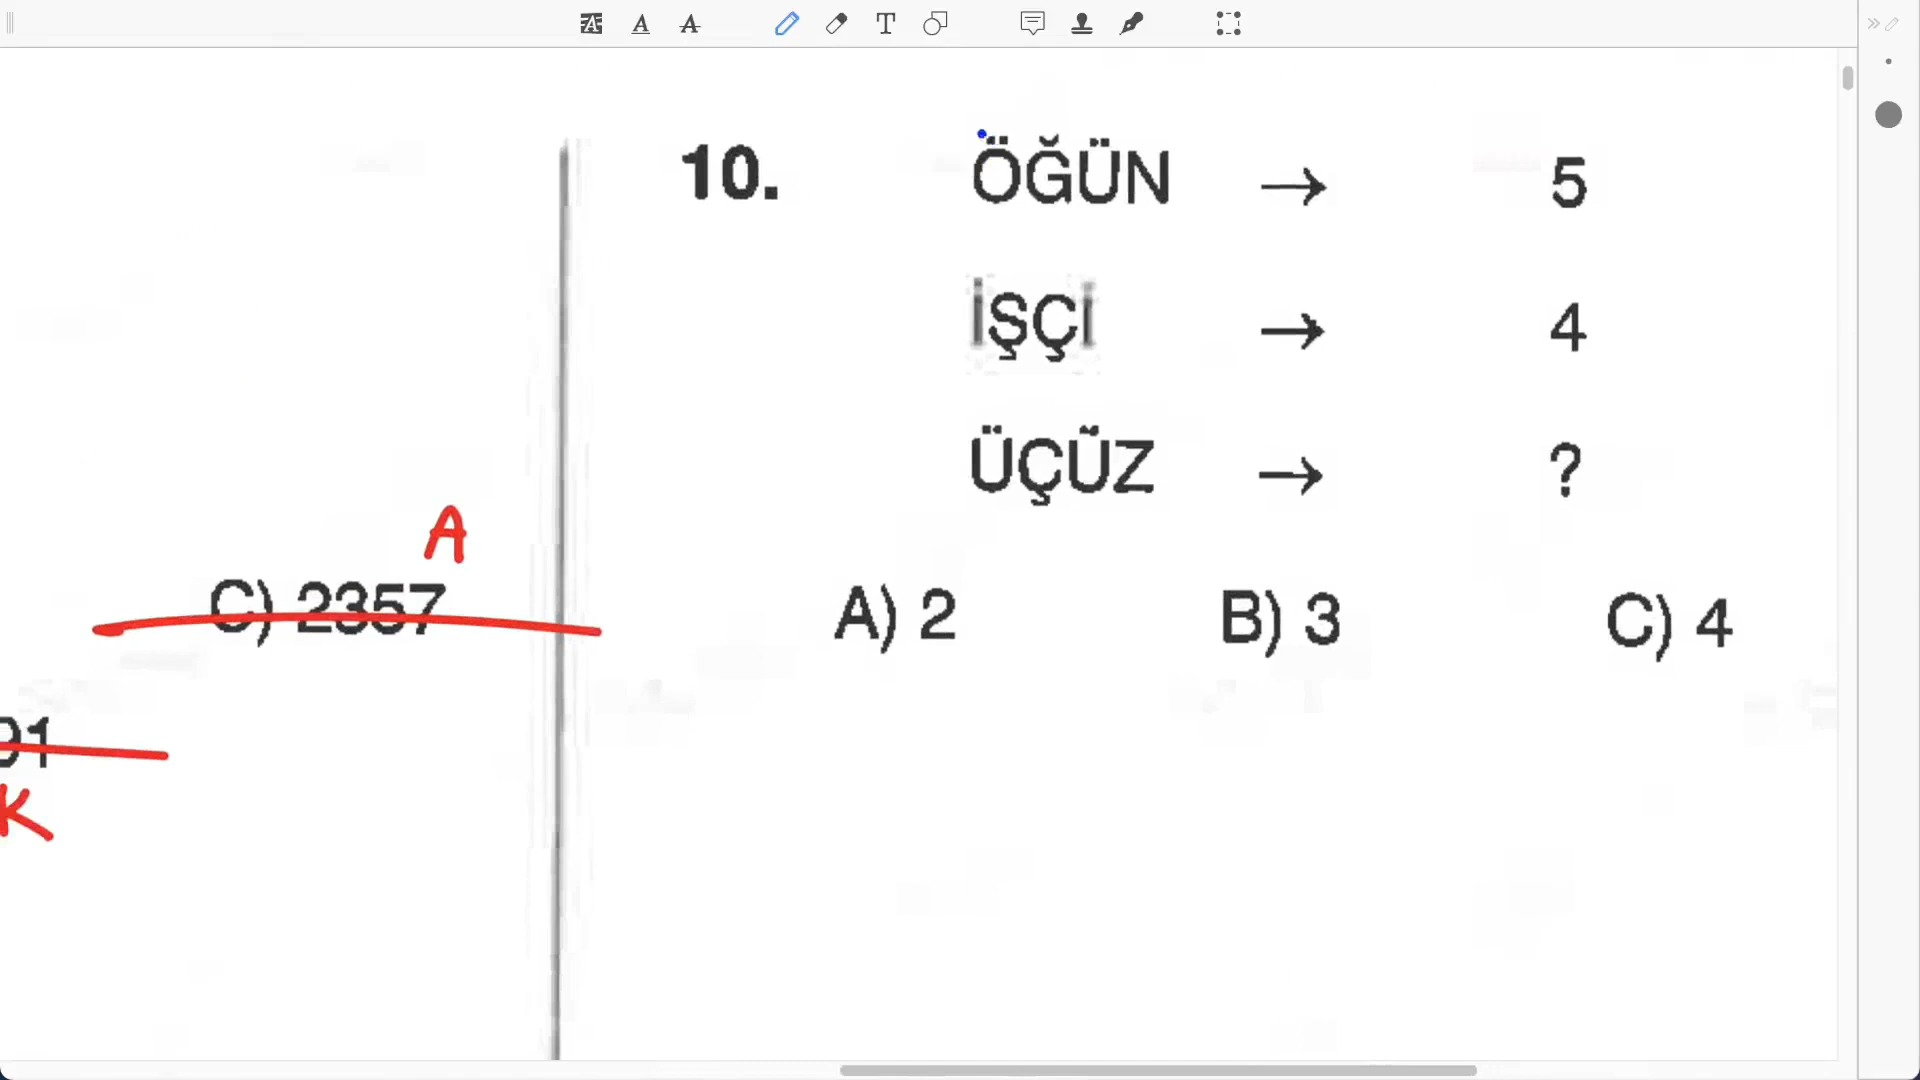 10. ÖĞÜN → 5
İŞÇİ → 4
ÜÇÜZ → ?
A) 2 B) 3 C) 4
A
C) 2357
91
K